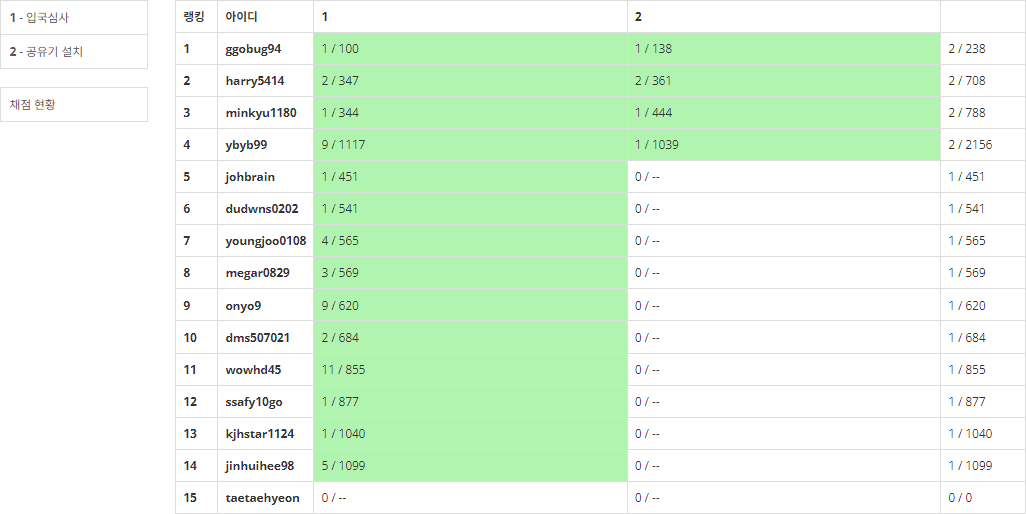 1 - 입국심사
2 - 공유기 설치
채점 현황
랭킹 아이디 1 2
1 ggobug94 1 / 100 1 / 138 2 / 238
2 harry5414 2 / 347 2 / 361 2 / 708
3 minkyu1180 1 / 344 1 / 444 2 / 788
4 ybyb99 9 / 1117 1 / 1039 2 / 2156
5 johbrain 1 / 451 0 / -- 1 / 451
6 dudwns0202 1 / 541 0 / -- 1 / 541
7 youngjoo0108 4 / 565 0 / -- 1 / 565
8 megar0829 3 / 569 0 / -- 1 / 569
9 onyo9 9 / 620 0 / -- 1 / 620
10 dms507021 2 / 684 0 / -- 1 / 684
11 wowhd45 11 / 855 0 / -- 1 / 855
12 ssafy10go 1 / 877 0 / -- 1 / 877
13 kjhstar1124 1 / 1040 0 / -- 1 / 1040
14 jinhuihee98 5 / 1099 0 / -- 1 / 1099
15 taetaehyeon 0 / -- 0 / -- 0 / 0